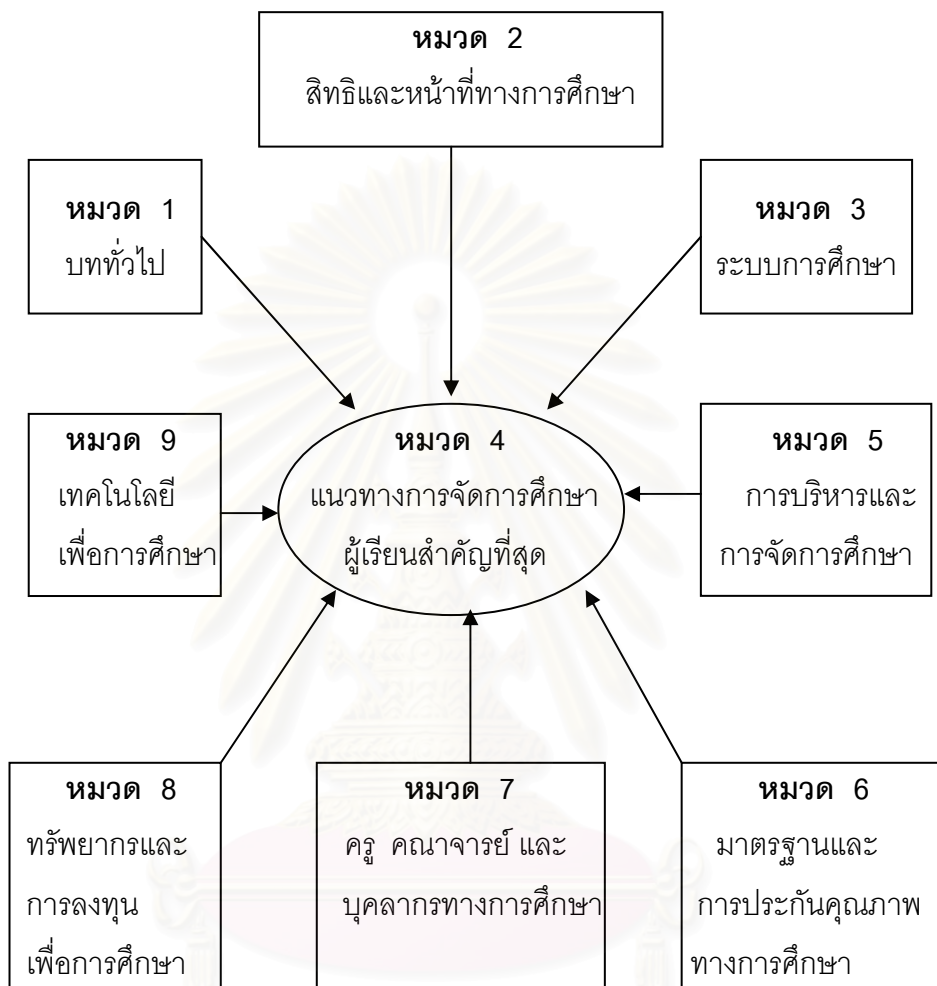 หมวด 2
สิทธิและหน้าที่ทางการศึกษา
หมวด 1
บททั่วไป
หมวด 3
ระบบการศึกษา
หมวด 9
เทคโนโลยี
เพื่อการศึกษา
หมวด 4
แนวทางการจัดการศึกษา
ผู้เรียนสำคัญที่สุด
หมวด 5
การบริหารและ
การจัดการศึกษา
หมวด 8
ทรัพยากรและ
การลงทุน
เพื่อการศึกษา
หมวด 7
ครู คณาจารย์ และ
บุคลากรทางการศึกษา
หมวด 6
มาตรฐานและ
การประกันคุณภาพ
ทางการศึกษา